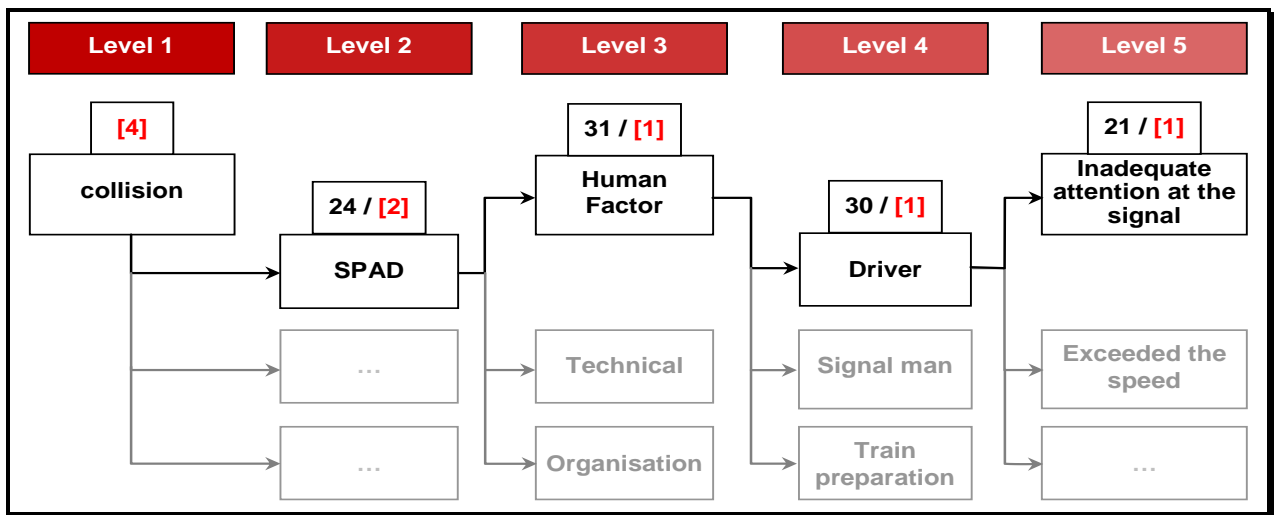 Level 1
Level 2
Level 3
Level 4
Level 5
[4]
collision
24 / [2]
SPAD
…
…
31 / [1]
Human
Factor
Technical
Organisation
30 / [1]
Driver
Signal man
Train
preparation
21 / [1]
Inadequate
attention at the
signal
Exceeded the
speed
…